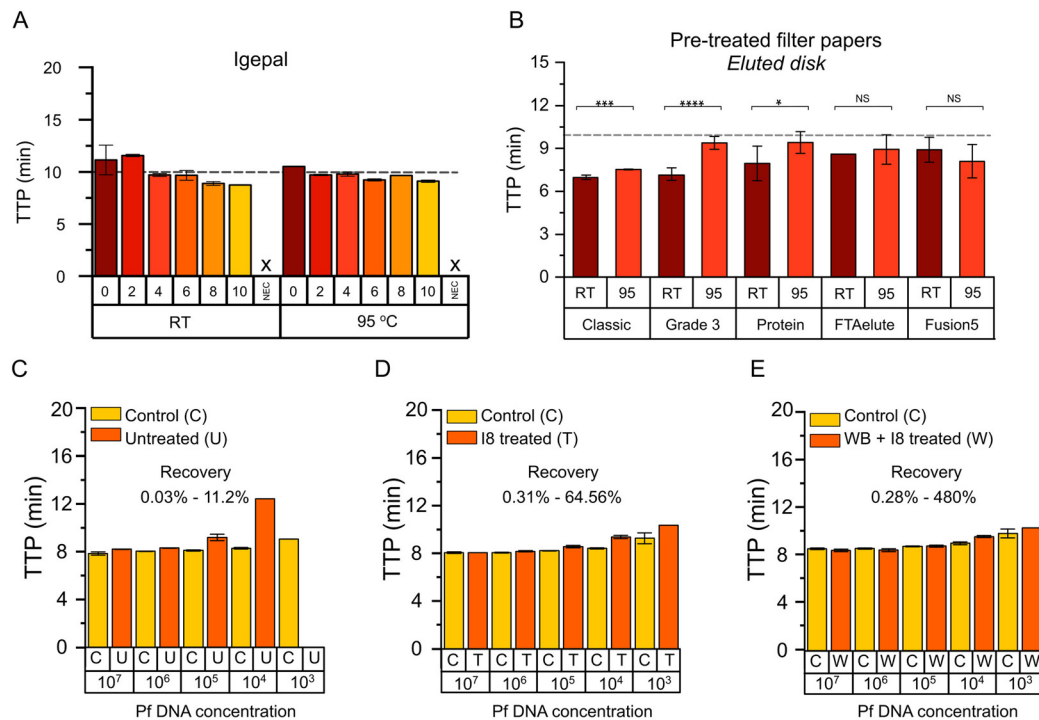 A
Igepal
20
15
10
5
0
TTP (min)
X
X
0 2 4 6 8 10 NEC 0 2 4 6 8 10 NEC
RT 95 °C
B
Pre-treated filter papers
Eluted disk
15
12
9
6
3
0
TTP (min)
*** **** * NS NS
RT 95 RT 95 RT 95 RT 95 RT 95
Classic Grade 3 Protein FTAelute Fusion5
C
20
16
12
8
4
0
TTP (min)
Control (C)
Untreated (U)
Recovery
0.03% - 11.2%
C U C U C U C U C U
10⁷ 10⁶ 10⁵ 10⁴ 10³
Pf DNA concentration
D
20
16
12
8
4
0
TTP (min)
Control (C)
I8 treated (T)
Recovery
0.31% - 64.56%
C T C T C T C T C T
10⁷ 10⁶ 10⁵ 10⁴ 10³
Pf DNA concentration
E
20
16
12
8
4
0
TTP (min)
Control (C)
WB + I8 treated (W)
Recovery
0.28% - 480%
C W C W C W C W C W
10⁷ 10⁶ 10⁵ 10⁴ 10³
Pf DNA concentration